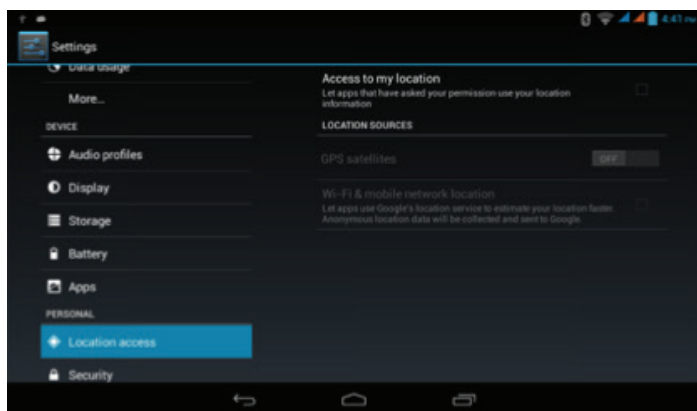 4:41 PM
Settings
Data usage
More...
DEVICE
Audio profiles
Display
Storage
Battery
Apps
PERSONAL
Location access
Security
Access to my location
Let apps that have asked your permission use your location
information
LOCATION SOURCES
GPS satellites
OFF
Wi-Fi & mobile network location
Let apps use Google's location service to estimate your location faster.
Anonymous location data will be collected and sent to Google.